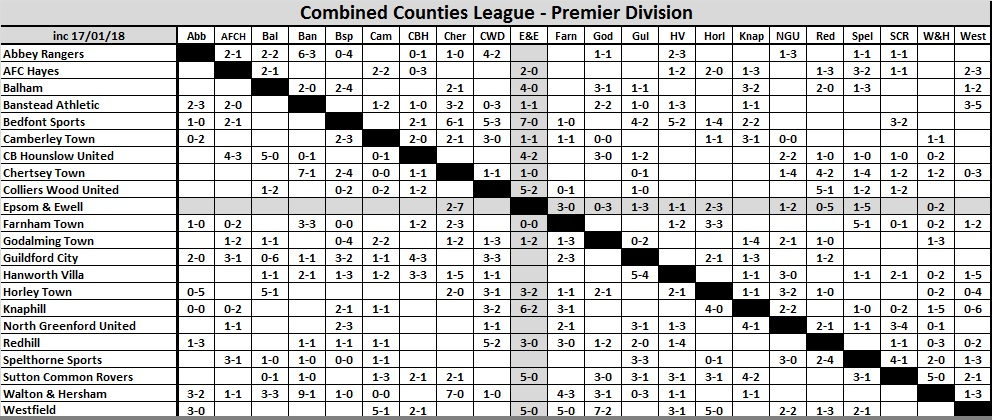 Combined Counties League - Premier Division
inc 17/01/18 Abb AFCH Bal Ban Bsp Cam CBH Cher CWD E&E Farn God Gul HV Horl Knap NGU Red Spel SCR W&H West
Abbey Rangers 2-1 2-2 6-3 0-4 0-1 1-0 4-2 1-1 2-3 1-3 1-1 1-1
AFC Hayes 2-1 2-2 0-3 2-0 1-2 2-0 1-3 1-3 3-2 1-1 2-3
Balham 2-0 2-4 2-1 4-0 3-1 1-1 3-2 2-0 1-3 1-2
Banstead Athletic 2-3 2-0 1-2 1-0 3-2 0-3 1-1 2-2 1-0 1-3 1-1 3-5
Bedfont Sports 1-0 2-1 2-1 6-1 5-3 7-0 1-0 4-2 5-2 1-4 2-2 3-2
Camberley Town 0-2 2-3 2-0 2-1 3-0 1-1 1-1 0-0 1-1 3-1 0-0 1-1
CB Hounslow United 4-3 5-0 0-1 0-1 4-2 3-0 1-2 2-2 1-0 1-0 1-0 0-2
Chertsey Town 7-1 2-4 0-0 1-1 1-1 1-0 0-1 1-4 4-2 1-4 1-2 1-2 0-3
Colliers Wood United 1-2 0-2 0-2 1-2 5-2 0-1 1-0 5-1 1-2 1-2
Epsom & Ewell 2-7 3-0 0-3 1-3 1-1 2-3 1-2 0-5 1-5 0-2
Farnham Town 1-0 0-2 3-3 0-0 1-2 2-3 0-0 1-2 3-3 5-1 0-1 0-2 1-2
Godalming Town 1-2 1-1 0-4 2-2 1-2 1-3 1-2 1-3 0-2 1-4 2-1 1-0 1-3
Guildford City 2-0 3-1 0-6 1-1 3-2 1-1 4-3 3-3 2-3 2-1 1-3 1-2
Hanworth Villa 1-1 2-1 1-3 1-2 3-3 1-5 1-1 5-4 1-1 3-0 1-1 2-1 0-2 1-5
Horley Town 0-5 5-1 2-0 3-1 3-2 1-1 2-1 2-1 1-1 3-2 1-0 0-2 0-4
Knaphill 0-0 0-2 2-1 1-1 3-2 6-2 3-1 4-0 2-2 1-0 0-2 1-5 0-6
North Greenford United 1-1 2-3 1-1 2-1 3-1 1-3 4-1 2-1 1-1 3-4 0-1
Redhill 1-3 1-1 1-1 1-1 5-2 3-0 3-0 1-2 2-0 1-4 1-1 0-3 0-2
Spelthorne Sports 3-1 1-0 1-0 0-0 1-1 3-3 0-1 3-0 2-4 4-1 2-0 1-3
Sutton Common Rovers 0-1 1-0 1-3 2-1 2-1 5-0 3-0 3-1 3-1 3-1 4-2 3-1 5-0 2-1
Walton & Hersham 3-2 1-1 3-3 9-1 1-0 3-0 7-0 1-0 4-3 3-1 0-3 1-1 1-1 1-3
Westfield 3-0 5-1 2-1 5-0 5-0 7-2 3-1 5-0 2-2 1-3 2-1